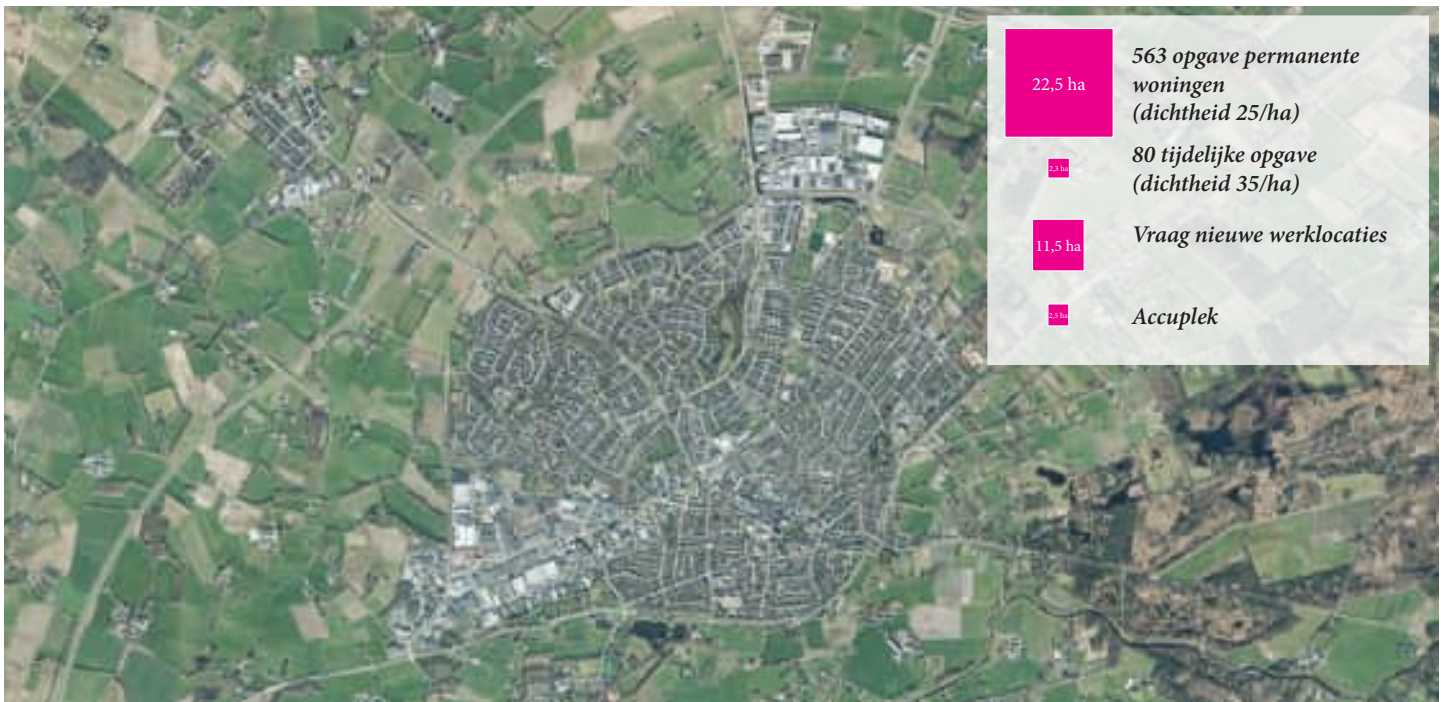 22,5 ha
563 opgave permanente
woningen
(dichtheid 25/ha)
2,3 ha
80 tijdelijke opgave
(dichtheid 35/ha)
11,5 ha
Vraag nieuwe werklocaties
2,5 ha
Accuplek